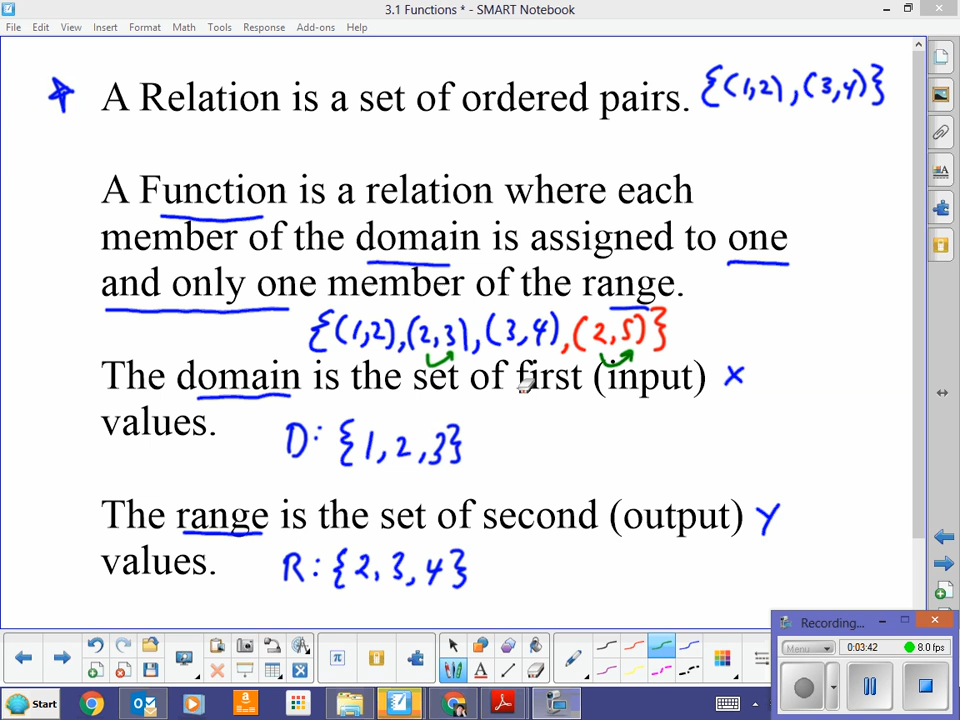 3.1 Functions * - SMART Notebook
File Edit View Insert Format Math Tools Response Add-ons Help
A Relation is a set of ordered pairs. {(1,2), (3,4)}
A Function is a relation where each
member of the domain is assigned to one
and only one member of the range.
{(1,2),(2,3),(3,4),(2,5)}
The domain is the set of first (input) x
values.
D: {1,2,3}
The range is the set of second (output) y
values.
R: {2,3,4}
Recording...
Menu 0:03:42 8.0 fps
Start